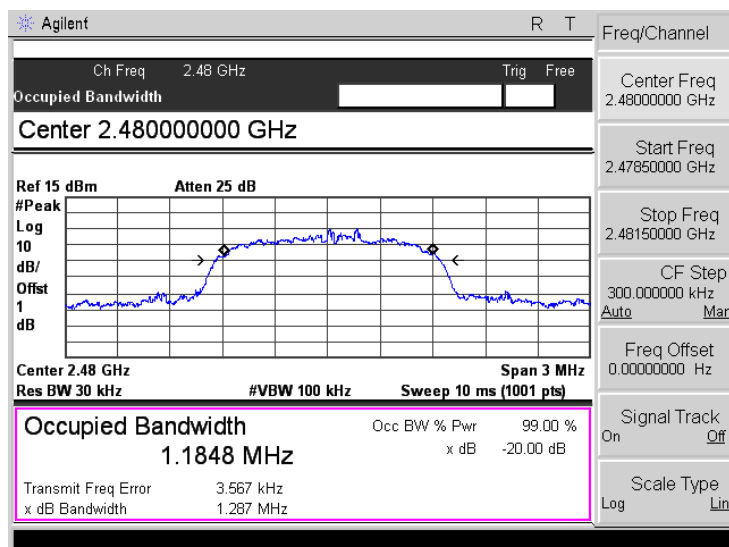 Agilent R T
Freq/Channel
Ch Freq 2.48 GHz Trig Free
Occupied Bandwidth
Center 2.480000000 GHz
Center Freq
2.48000000 GHz
Start Freq
2.47850000 GHz
Stop Freq
2.48150000 GHz
CF Step
300.000000 kHz
Auto Man
Freq Offset
0.00000000 Hz
Signal Track
On Off
Scale Type
Log Lin
Ref 15 dBm Atten 25 dB
#Peak
Log
10
dB/
Offst
1
dB
Center 2.48 GHz Span 3 MHz
Res BW 30 kHz #VBW 100 kHz Sweep 10 ms (1001 pts)
Occupied Bandwidth Occ BW % Pwr 99.00 %
1.1848 MHz x dB -20.00 dB
Transmit Freq Error 3.567 kHz
x dB Bandwidth 1.287 MHz